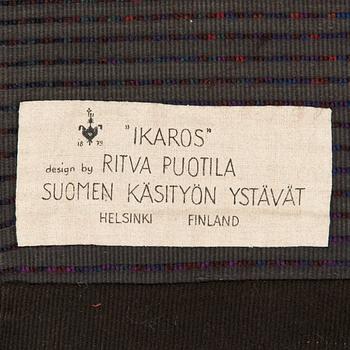 18 79
"IKAROS"
design by RITVA PUOTILA
SUOMEN KÄSITYÖN YSTÄVÄT
HELSINKI FINLAND